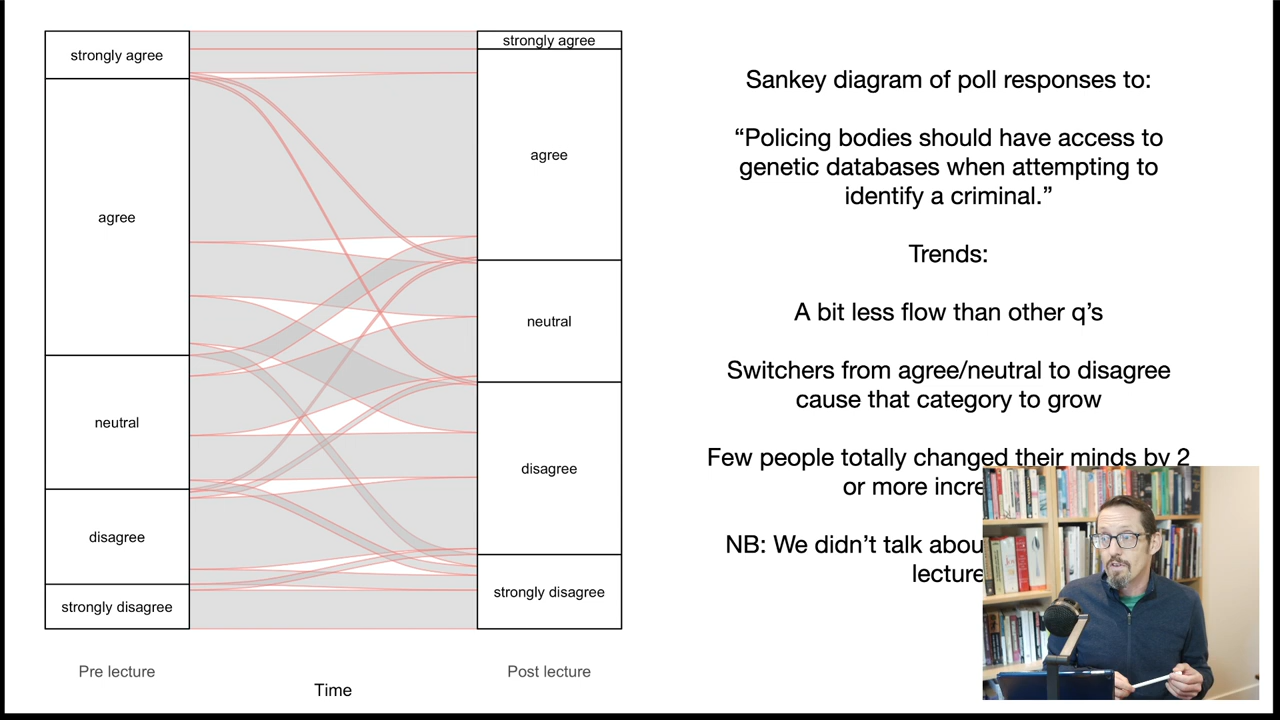 strongly agree
agree
neutral
disagree
strongly disagree
Pre lecture
Time
strongly agree
agree
neutral
disagree
strongly disagree
Post lecture
Sankey diagram of poll responses to:
“Policing bodies should have access to
genetic databases when attempting to
identify a criminal.”
Trends:
A bit less flow than other q’s
Switchers from agree/neutral to disagree
cause that category to grow
Few people totally changed their minds by 2
or more
NB: We didn’t talk